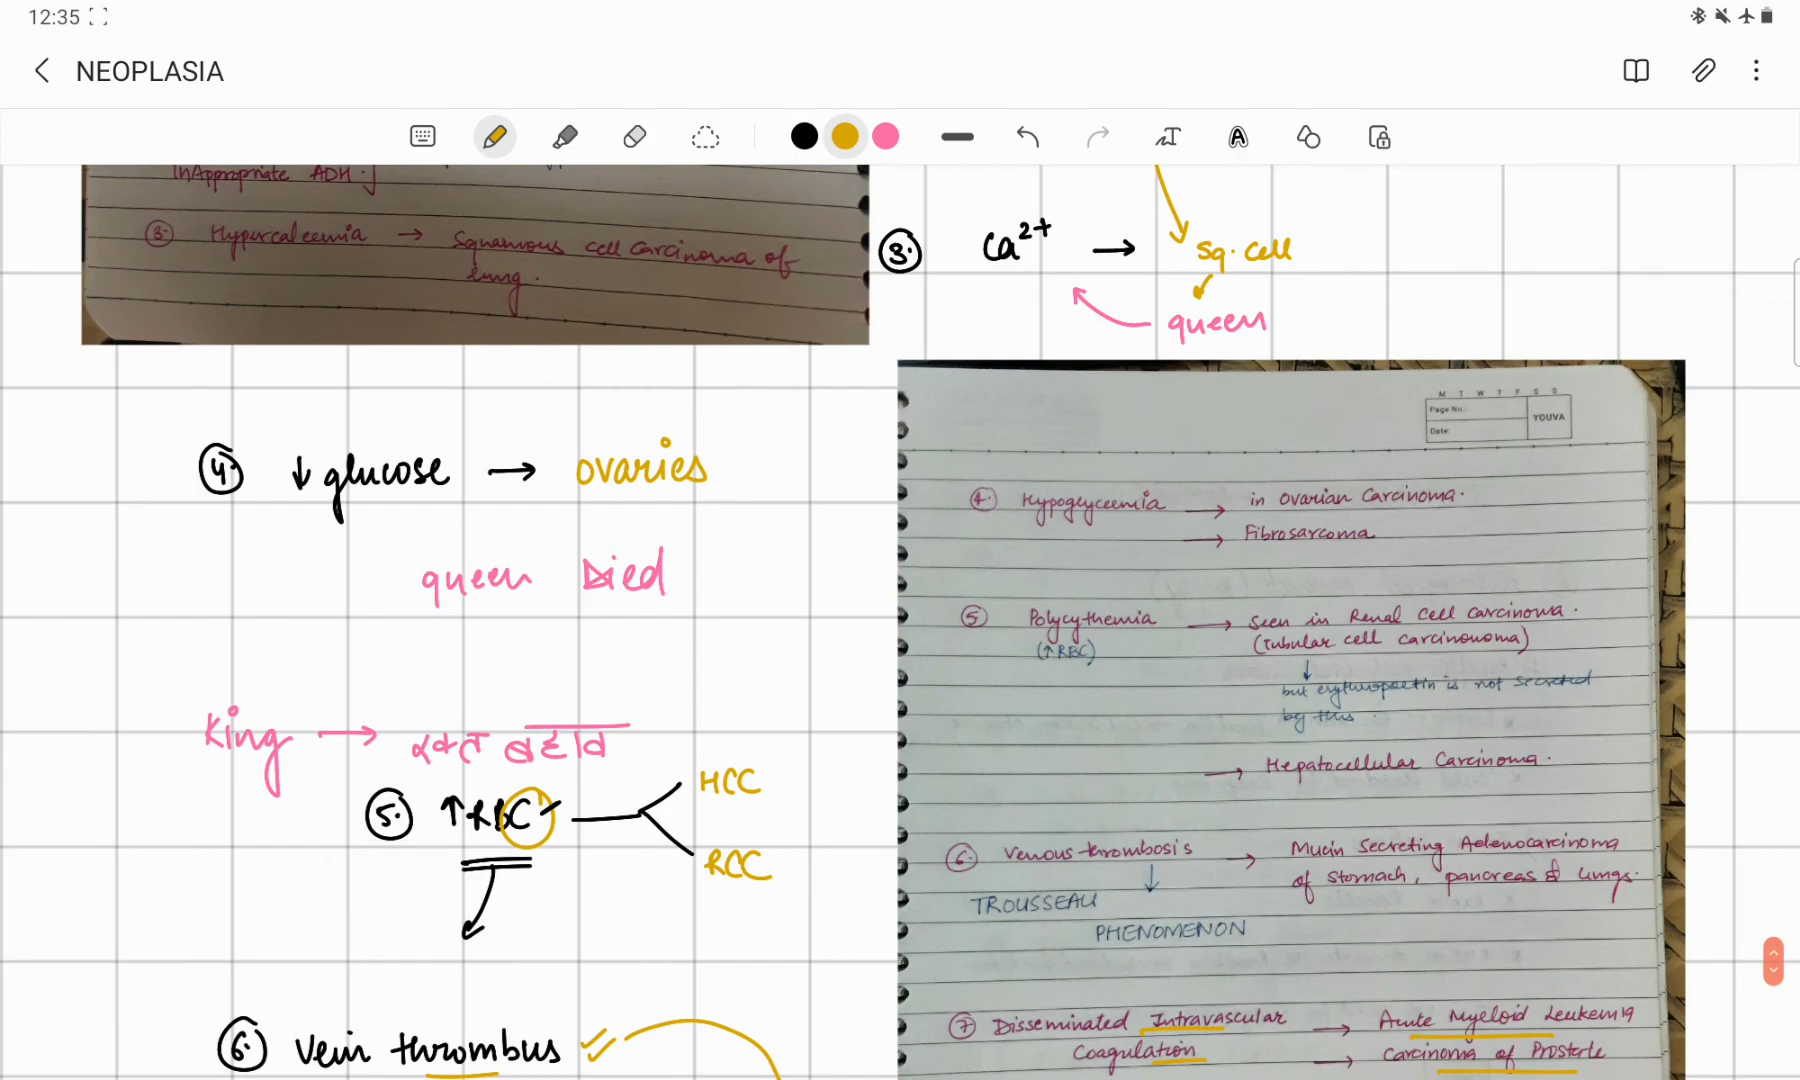 12:35
NEOPLASIA
InAppropriate ADH.
③ Hypercalcemia → Squamous cell carcinoma of
lung.
③. Ca²⁺ → sq. cell
queen
④. ↓ glucose → ovaries
queen Died
King → रक्त बहाव
⑤. ↑RBC
HCC
RCC
⑥. Vein thrombus
M T W T F S S
Page No.:
Date:
YOUVA
④. Hypoglycemia → in ovarian Carcinoma.
→ Fibrosarcoma
⑤ Polycythemia → Seen in Renal cell carcinoma.
(↑RBC) (Tubular cell carcinonoma)
↓
but erythropoetin is not secreted
by this.
→ Hepatocellular Carcinoma.
⑥. Venous thrombosis → Mucin Secreting Adenocarcinoma
of stomach, pancreas & lungs.
↓
TROUSSEAU
PHENOMENON
⑦ Disseminated Intravascular → Acute Myeloid Leukemia
Coagulation → Carcinoma of Prostate